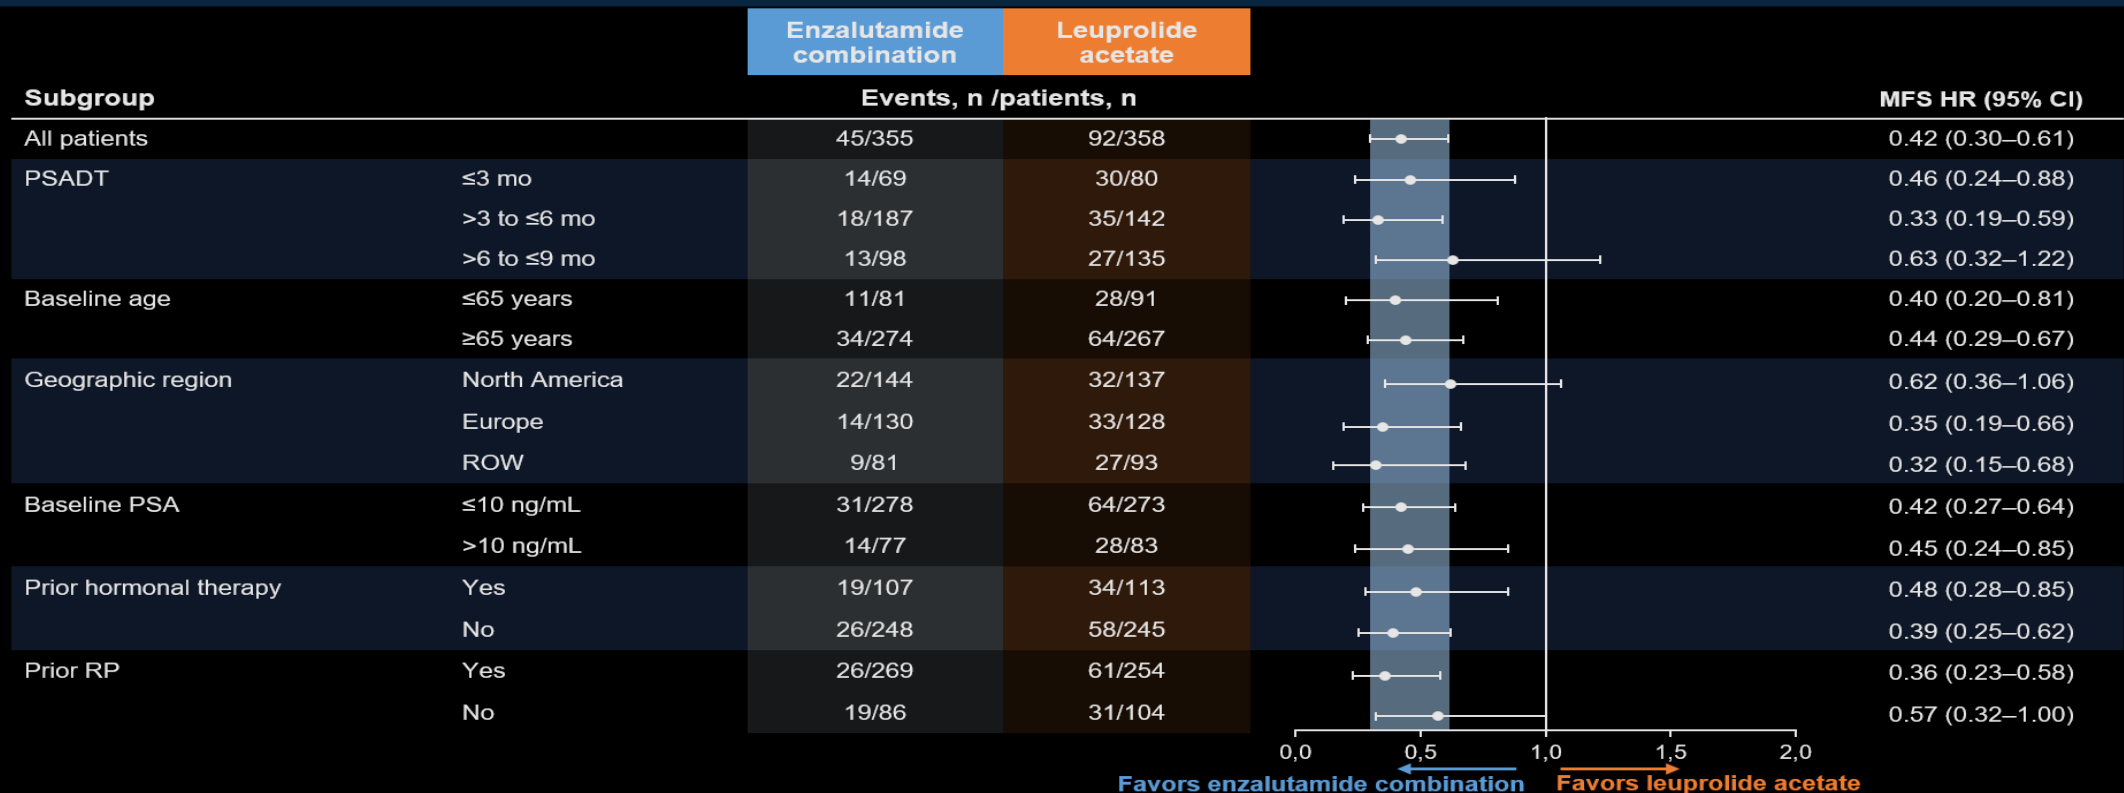 Enzalutamide combination Leuprolide acetate
Subgroup Events, n /patients, n MFS HR (95% CI)
All patients 45/355 92/358 0.42 (0.30–0.61)
PSADT ≤3 mo 14/69 30/80 0.46 (0.24–0.88)
>3 to ≤6 mo 18/187 35/142 0.33 (0.19–0.59)
>6 to ≤9 mo 13/98 27/135 0.63 (0.32–1.22)
Baseline age ≤65 years 11/81 28/91 0.40 (0.20–0.81)
≥65 years 34/274 64/267 0.44 (0.29–0.67)
Geographic region North America 22/144 32/137 0.62 (0.36–1.06)
Europe 14/130 33/128 0.35 (0.19–0.66)
ROW 9/81 27/93 0.32 (0.15–0.68)
Baseline PSA ≤10 ng/mL 31/278 64/273 0.42 (0.27–0.64)
>10 ng/mL 14/77 28/83 0.45 (0.24–0.85)
Prior hormonal therapy Yes 19/107 34/113 0.48 (0.28–0.85)
No 26/248 58/245 0.39 (0.25–0.62)
Prior RP Yes 26/269 61/254 0.36 (0.23–0.58)
No 19/86 31/104 0.57 (0.32–1.00)
0,0 0,5 1,0 1,5 2,0
Favors enzalutamide combination Favors leuprolide acetate